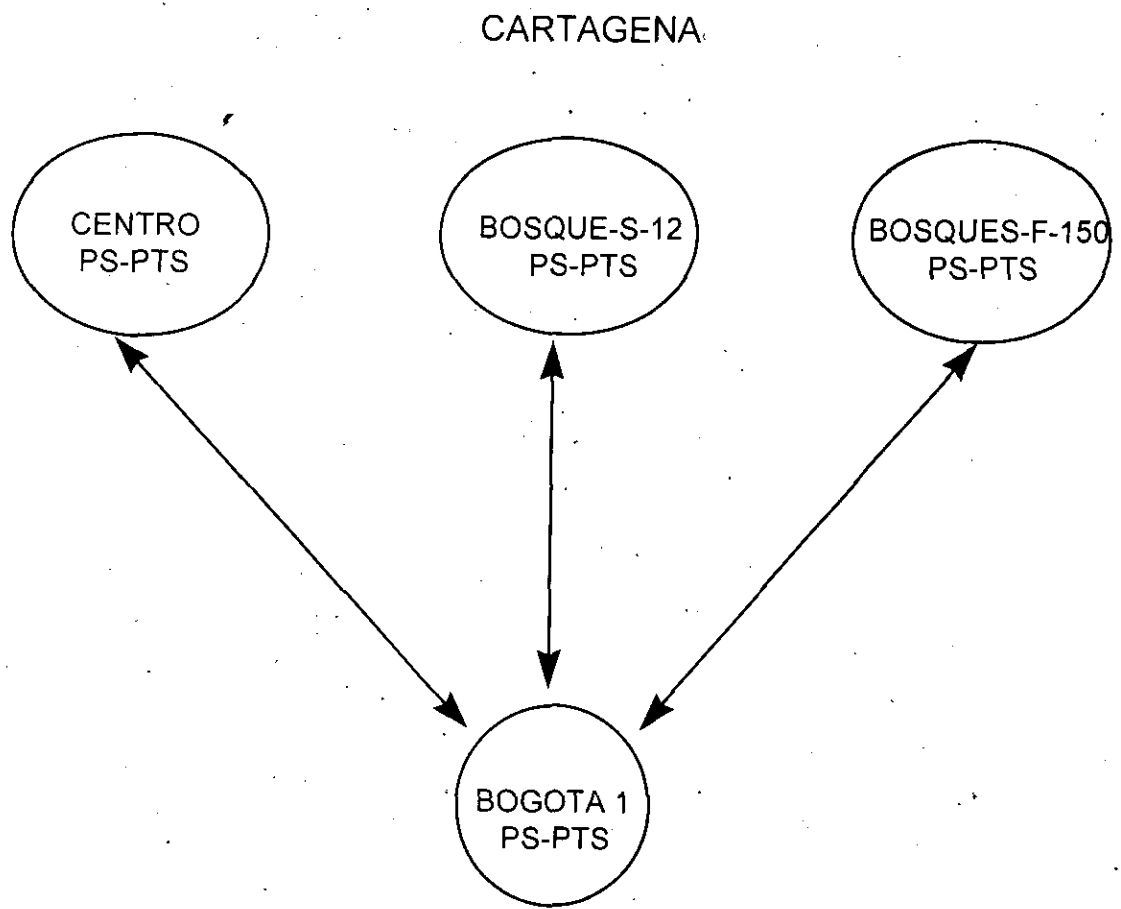 CARTAGENA
CENTRO
PS-PTS
BOSQUE-S-12
PS-PTS
BOSQUES-F-150
PS-PTS
BOGOTA 1
PS-PTS